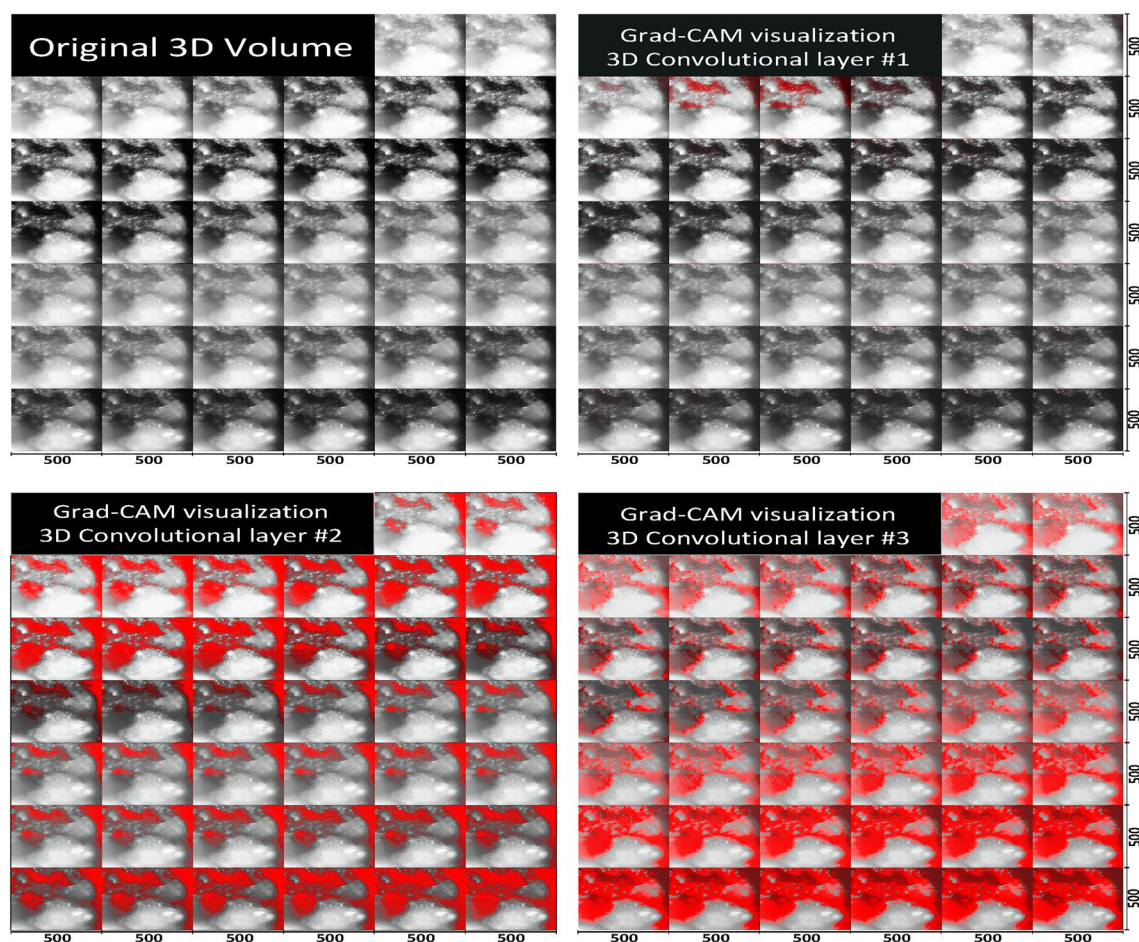 Original 3D Volume
Grad-CAM visualization
3D Convolutional layer #1
500
500
500
500
500
500
500
500 500 500 500 500 500
500 500 500 500 500 500
Grad-CAM visualization
3D Convolutional layer #2
Grad-CAM visualization
3D Convolutional layer #3
500
500
500
500
500
500
500
500 500 500 500 500 500
500 500 500 500 500 500